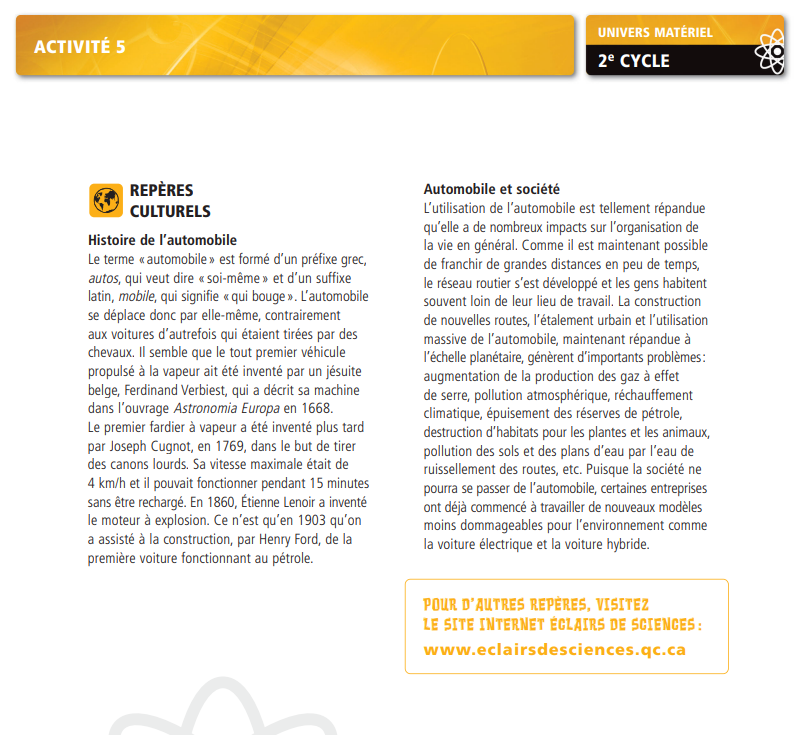 ACTIVITÉ 5
UNIVERS MATÉRIEL
2e CYCLE
REPÈRES
CULTURELS
Histoire de l’automobile
Le terme « automobile » est formé d’un préfixe grec,
autos, qui veut dire « soi-même » et d’un suffixe
latin, mobile, qui signifie « qui bouge ». L’automobile
se déplace donc par elle-même, contrairement
aux voitures d’autrefois qui étaient tirées par des
chevaux. Il semble que le tout premier véhicule
propulsé à la vapeur ait été inventé par un jésuite
belge, Ferdinand Verbiest, qui a décrit sa machine
dans l’ouvrage Astronomia Europa en 1668.
Le premier fardier à vapeur a été inventé plus tard
par Joseph Cugnot, en 1769, dans le but de tirer
des canons lourds. Sa vitesse maximale était de
4 km/h et il pouvait fonctionner pendant 15 minutes
sans être rechargé. En 1860, Étienne Lenoir a inventé
le moteur à explosion. Ce n’est qu’en 1903 qu’on
a assisté à la construction, par Henry Ford, de la
première voiture fonctionnant au pétrole.
Automobile et société
L’utilisation de l’automobile est tellement répandue
qu’elle a de nombreux impacts sur l’organisation de
la vie en général. Comme il est maintenant possible
de franchir de grandes distances en peu de temps,
le réseau routier s’est développé et les gens habitent
souvent loin de leur lieu de travail. La construction
de nouvelles routes, l’étalement urbain et l’utilisation
massive de l’automobile, maintenant répandue à
l’échelle planétaire, génèrent d’importants problèmes :
augmentation de la production des gaz à effet
de serre, pollution atmosphérique, réchauffement
climatique, épuisement des réserves de pétrole,
destruction d’habitats pour les plantes et les animaux,
pollution des sols et des plans d’eau par l’eau de
ruissellement des routes, etc. Puisque la société ne
pourra se passer de l’automobile, certaines entreprises
ont déjà commencé à travailler de nouveaux modèles
moins dommageables pour l’environnement comme
la voiture électrique et la voiture hybride.
POUR D’AUTRES REPÈRES, VISITEZ
LE SITE INTERNET ÉCLAIRS DE SCIENCES :
www.eclairsdesciences.qc.ca